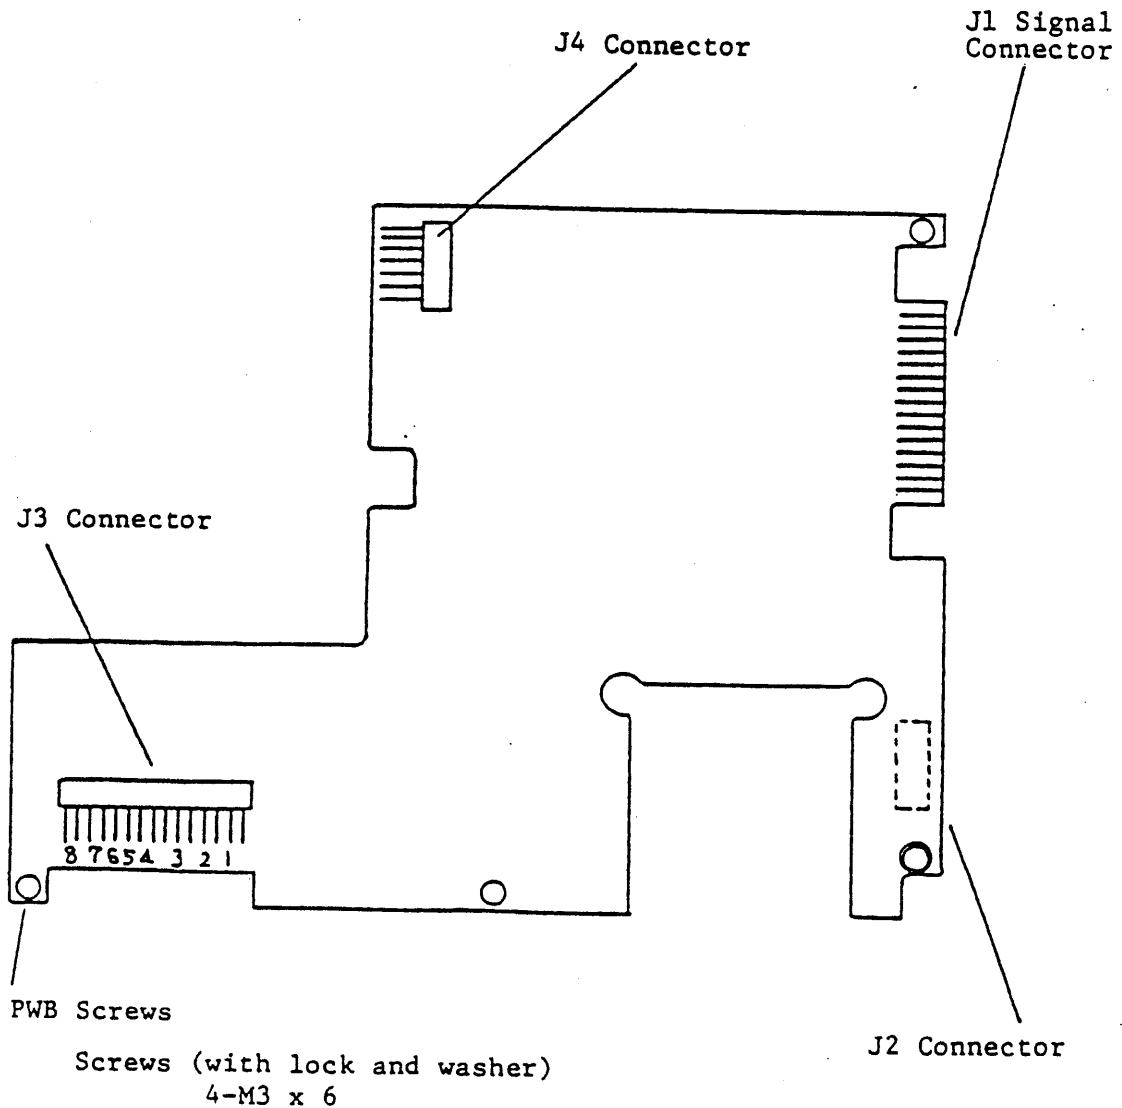 J4 Connector
J1 Signal
Connector
J3 Connector
8 7 6 5 4 3 2 1
PWB Screws
Screws (with lock and washer)
4-M3 x 6
J2 Connector